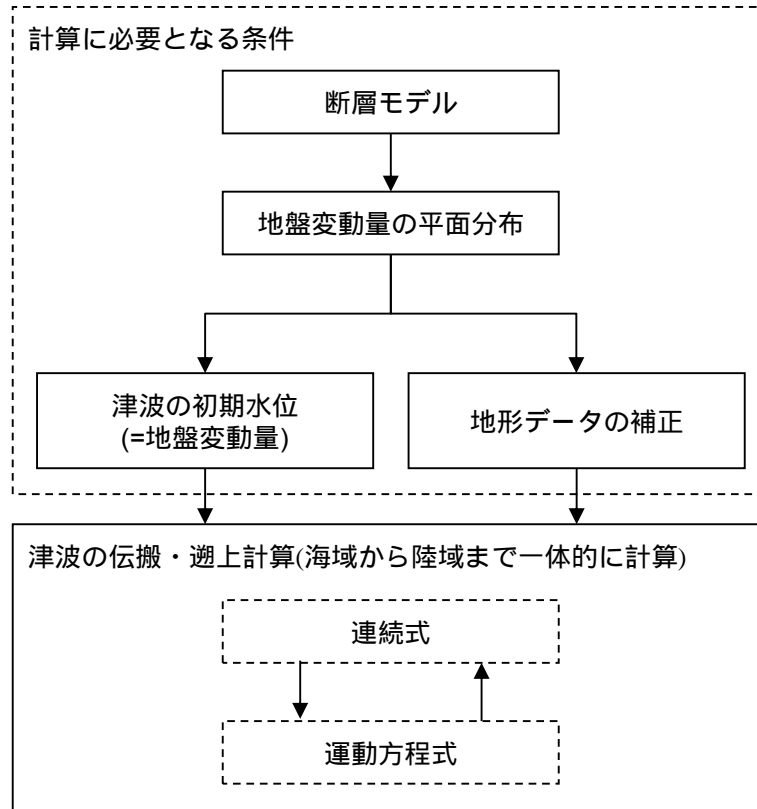 計算に必要となる条件
断層モデル
地盤変動量の平面分布
津波の初期水位
(=地盤変動量)
地形データの補正
津波の伝搬・遡上計算(海域から陸域まで一体的に計算)
連続式
運動方程式